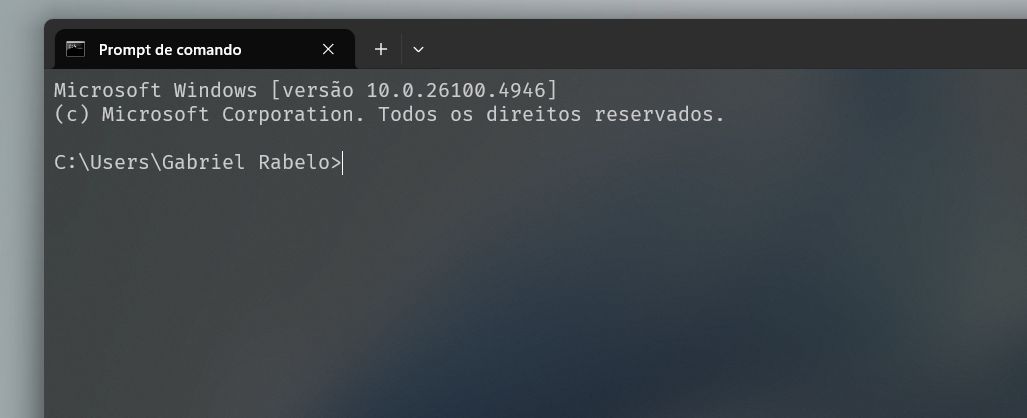 Prompt de comando
Microsoft Windows [versão 10.0.26100.4946]
(c) Microsoft Corporation. Todos os direitos reservados.
C:\Users\Gabriel Rabelo>